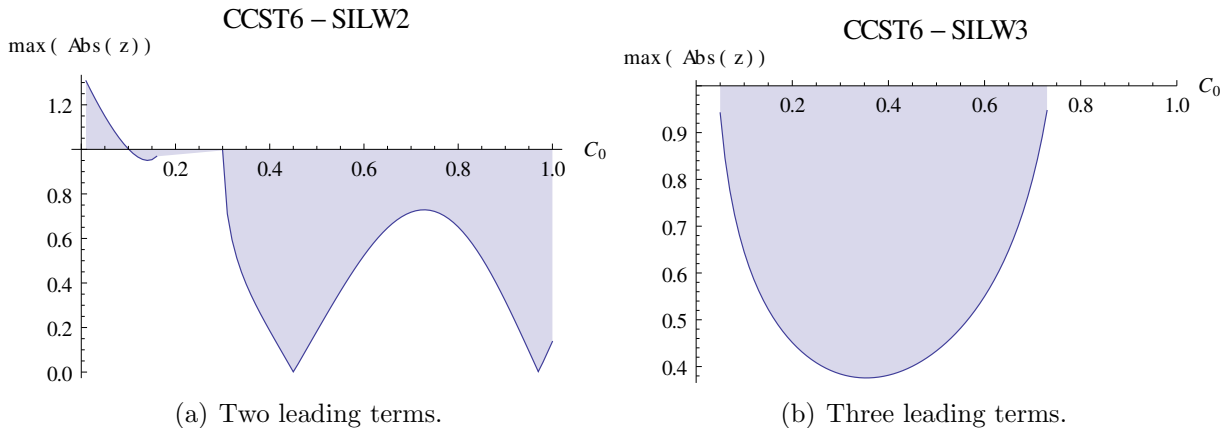 CCST6 – SILW2
max ( Abs ( z ) )
1.2
0.8
0.6
0.4
0.2
0.0
0.2 0.4 0.6 0.8 1.0
C0
(a) Two leading terms.
CCST6 – SILW3
max ( Abs ( z ) )
C0
0.2 0.4 0.6 0.8 1.0
0.9
0.8
0.7
0.6
0.5
0.4
(b) Three leading terms.